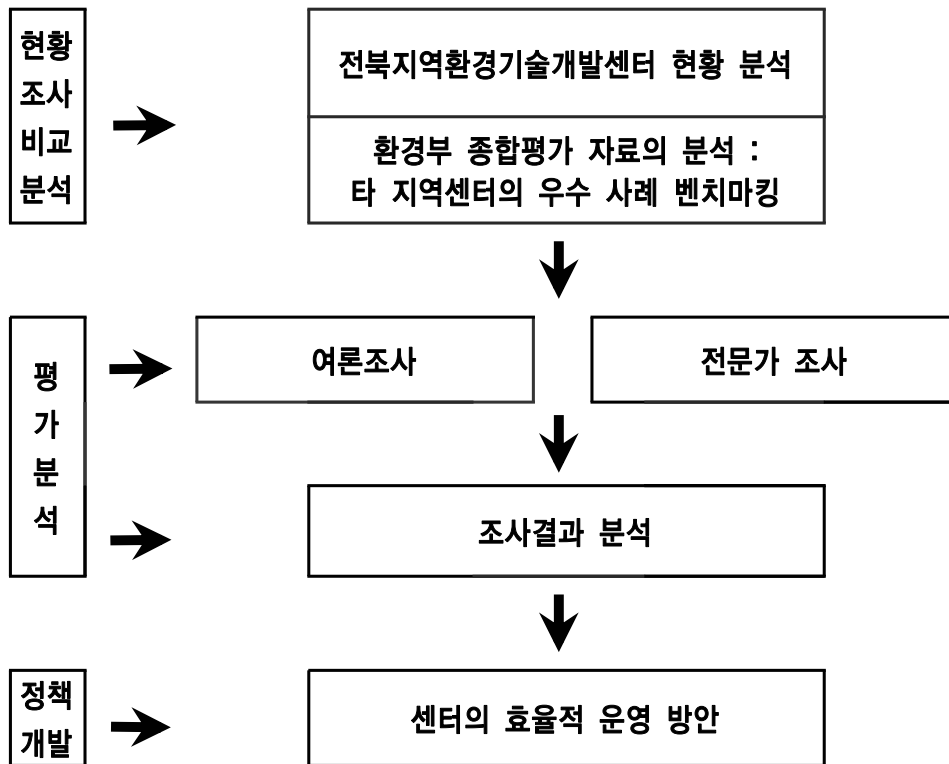 현황
조사
비교
분석
전북지역환경기술개발센터 현황 분석
환경부 종합평가 자료의 분석 :
타 지역센터의 우수 사례 벤치마킹
평
가
분
석
여론조사
전문가 조사
조사결과 분석
정책
개발
센터의 효율적 운영 방안